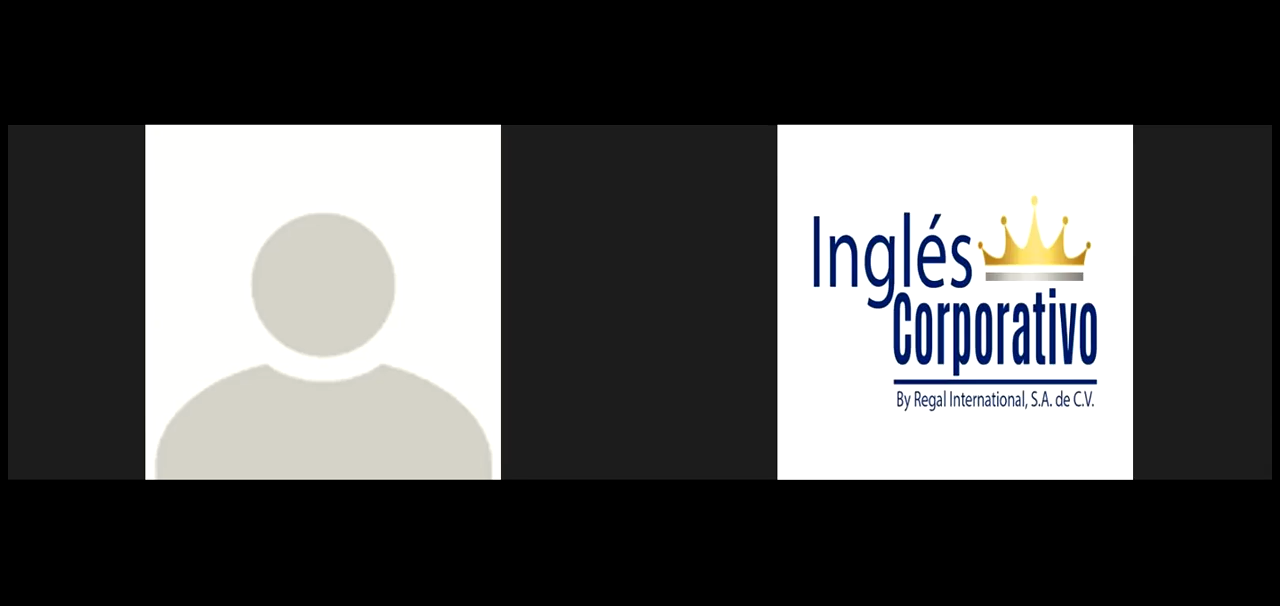 Inglés
Corporativo
By Regal International, S.A. de C.V.